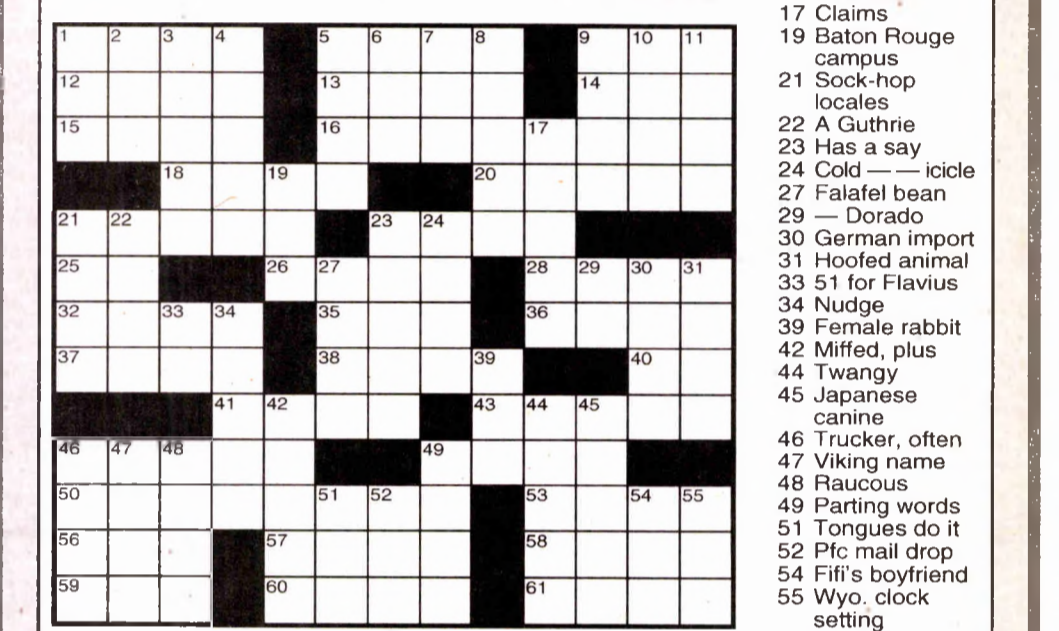 1 2 3 4 5 6 7 8 9 10 11
12 13 14
15 16 17
18 19 20
21 22 23 24
25 26 27 28 29 30 31
32 33 34 35 36
37 38 39 40
41 42 43 44 45
46 47 48 49
50 51 52 53 54 55
56 57 58
59 60 61
17 Claims
19 Baton Rouge
campus
21 Sock-hop
locales
22 A Guthrie
23 Has a say
24 Cold — — icicle
27 Falafel bean
29 — Dorado
30 German import
31 Hoofed animal
33 51 for Flavius
34 Nudge
39 Female rabbit
42 Miffed, plus
44 Twangy
45 Japanese
canine
46 Trucker, often
47 Viking name
48 Raucous
49 Parting words
51 Tongues do it
52 Pfc mail drop
54 Fifi's boyfriend
55 Wyo. clock
setting